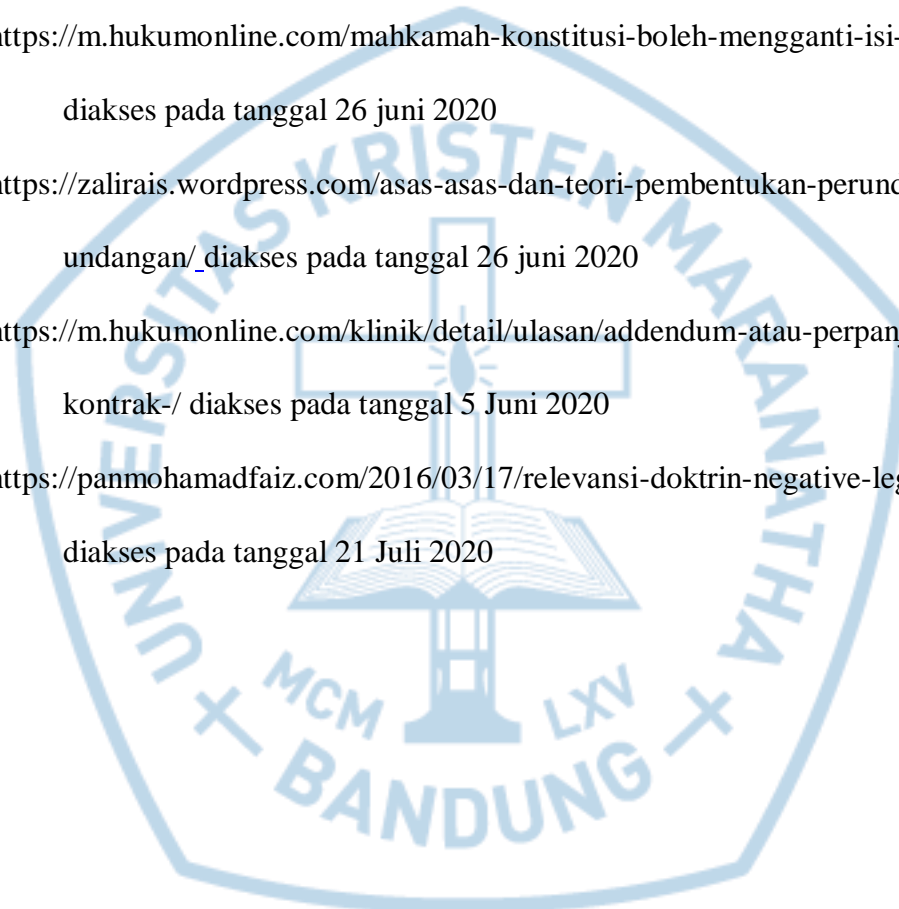 https://m.hukumonline.com/mahkamah-konstitusi-boleh-mengganti-isi-
diakses pada tanggal 26 juni 2020
https://zalirais.wordpress.com/asas-asas-dan-teori-pembentukan-perund
undangan/ diakses pada tanggal 26 juni 2020
https://m.hukumonline.com/klinik/detail/ulasan/addendum-atau-perpanj
kontrak-/ diakses pada tanggal 5 Juni 2020
https://panmohamadfaiz.com/2016/03/17/relevansi-doktrin-negative-leg
diakses pada tanggal 21 Juli 2020
UNIVERSITAS KRISTEN MARANATHA
MCM LXV
BANDUNG